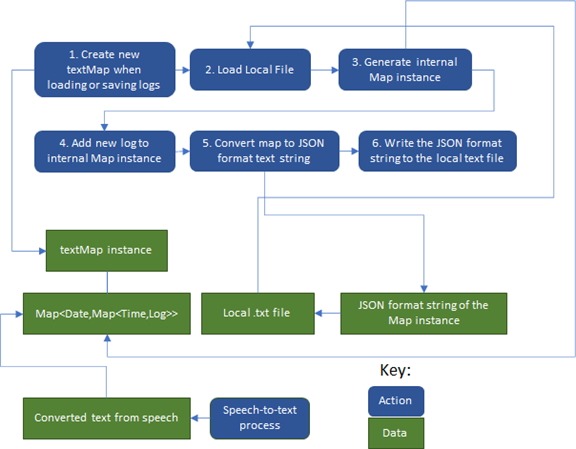 1. Create new
textMap when
loading or saving logs
2. Load Local File
3. Generate internal
Map instance
4. Add new log to
internal Map instance
5. Convert map to JSON
format text string
6. Write the JSON format
string to the local text file
textMap instance
Map<Date,Map<Time,Log>>
Local .txt file
JSON format string of the
Map instance
Key:
Action
Data
Converted text from speech
Speech-to-text
process